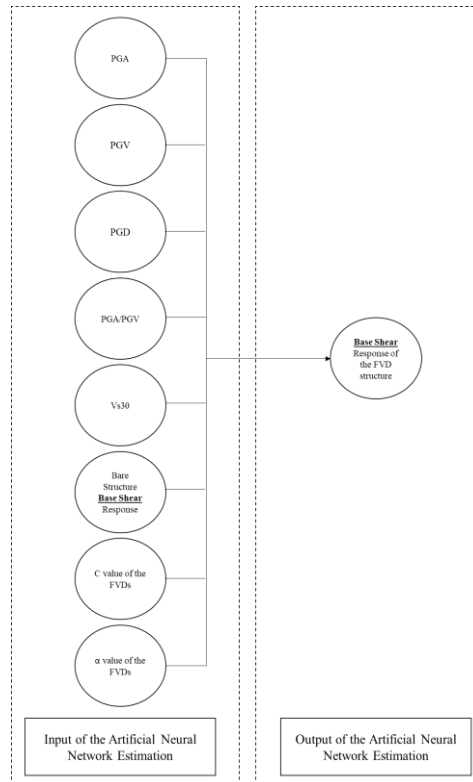 PGA
PGV
PGD
PGA/PGV
Vs30
Bare
Structure
Base Shear
Response
C value of the
FVDs
α value of the
FVDs
Input of the Artificial Neural
Network Estimation
Base Shear
Response of
the FVD
structure
Output of the Artificial Neural
Network Estimation